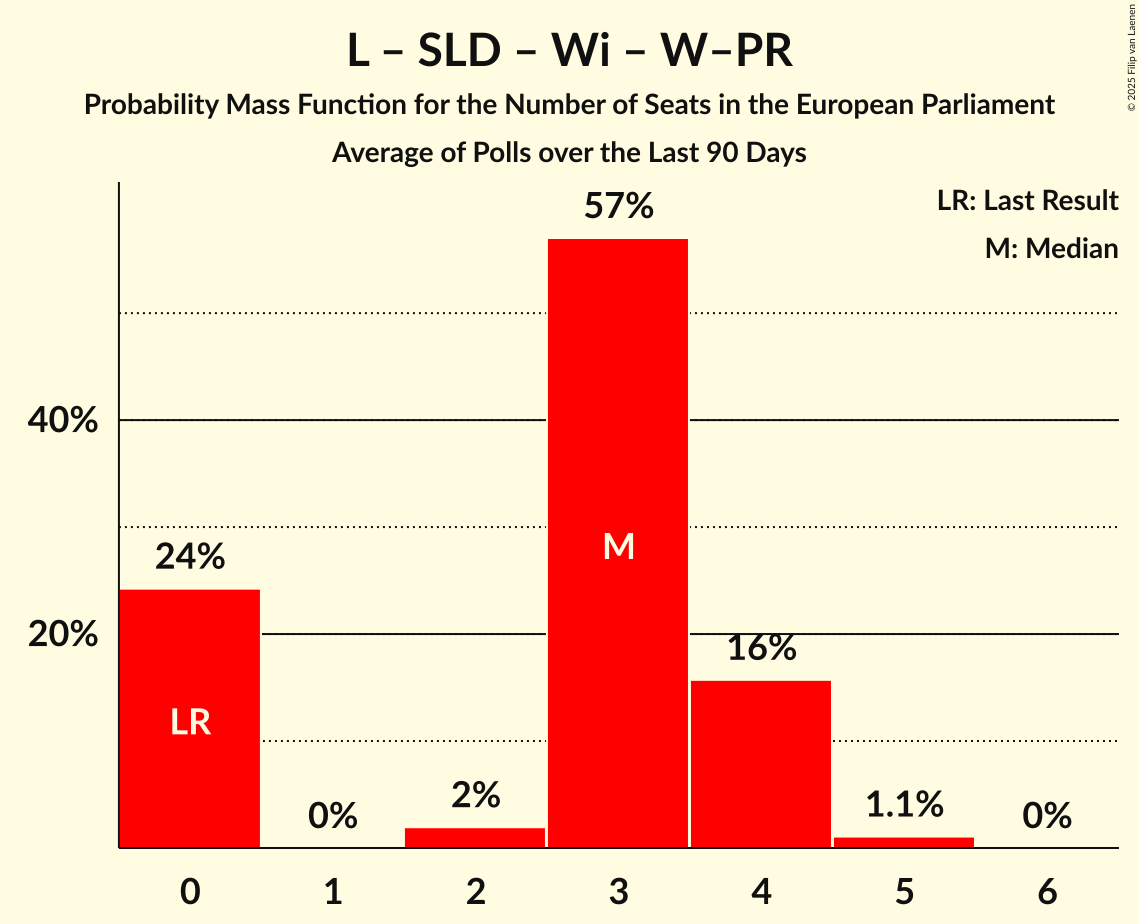 L – SLD – Wi – W–PR
Probability Mass Function for the Number of Seats in the European Parliament
Average of Polls over the Last 90 Days
© 2025 Filip van Laenen
LR: Last Result
M: Median
57%
40%
24%
M
20%
16%
LR
2%
1.1%
0%
0%
0 1 2 3 4 5 6